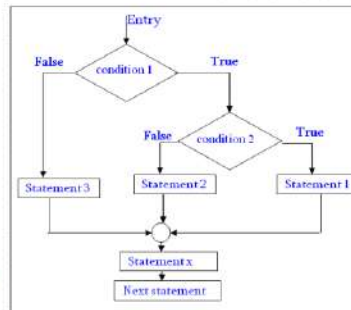 Entry
False
condition 1
True
False
condition 2
True
Statement 3
Statement 2
Statement 1
Statement x
Next statement